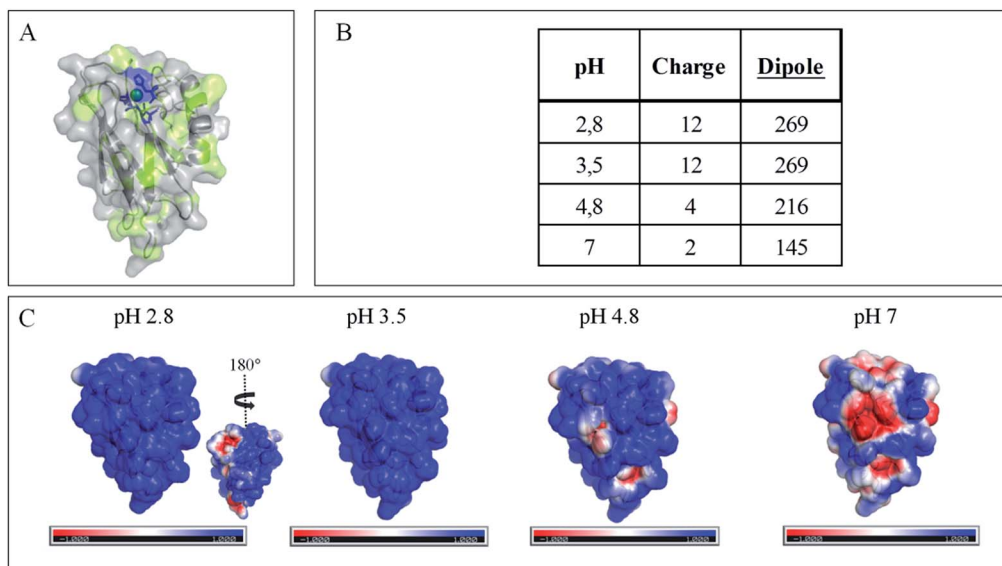 A
B
pH Charge Dipole
2,8 12 269
3,5 12 269
4,8 4 216
7 2 145
C
pH 2.8 pH 3.5 pH 4.8 pH 7
180°
-1.000 1.000 -1.000 1.000 -1.000 1.000 -1.000 1.000